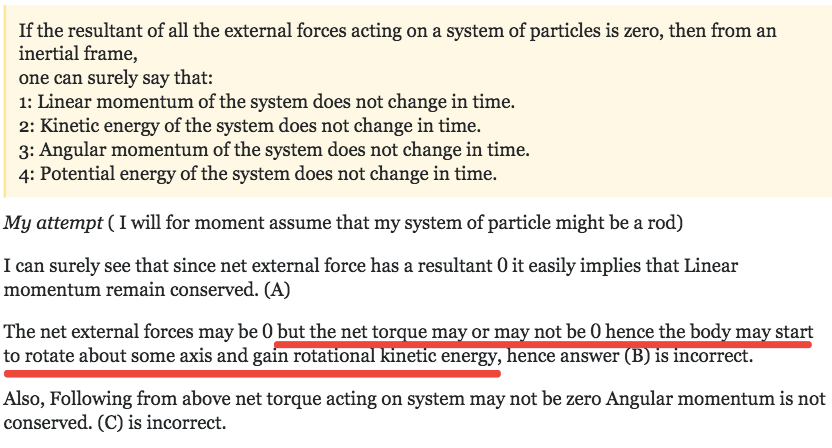 If the resultant of all the external forces acting on a system of particles is zero, then from an
inertial frame,
one can surely say that:
1: Linear momentum of the system does not change in time.
2: Kinetic energy of the system does not change in time.
3: Angular momentum of the system does not change in time.
4: Potential energy of the system does not change in time.
My attempt ( I will for moment assume that my system of particle might be a rod)
I can surely see that since net external force has a resultant 0 it easily implies that Linear
momentum remain conserved. (A)
The net external forces may be 0 but the net torque may or may not be 0 hence the body may start
to rotate about some axis and gain rotational kinetic energy, hence answer (B) is incorrect.
Also, Following from above net torque acting on system may not be zero Angular momentum is not
conserved. (C) is incorrect.